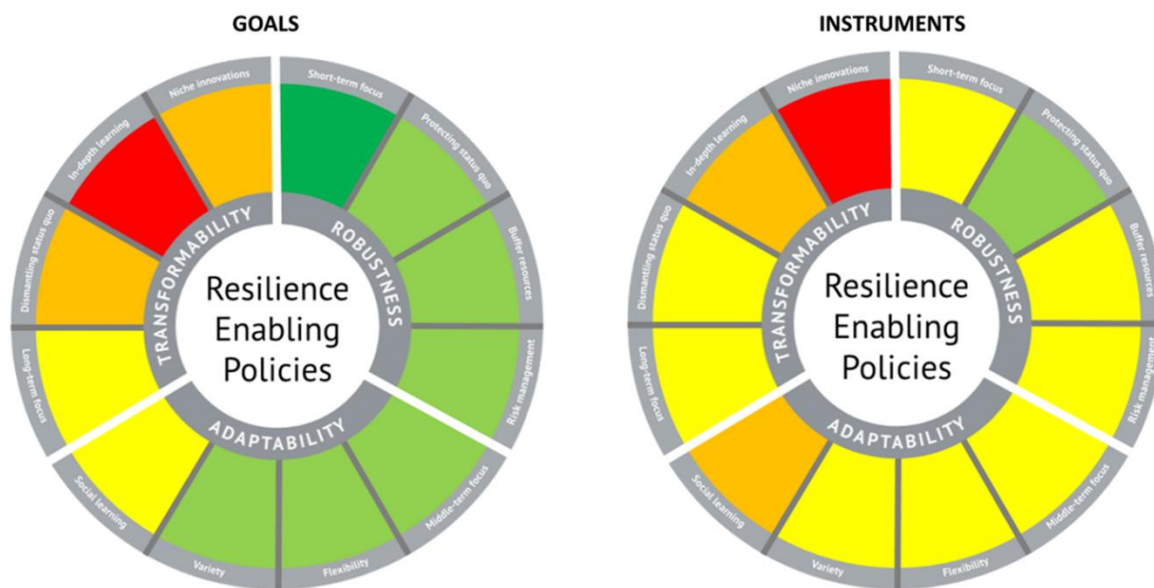 GOALS
Niche innovations
Short-term focus
Protecting status quo
Buffer resources
Risk management
Middle-term focus
Flexibility
Variety
Social learning
Long-term focus
Dismantling status quo
In-depth learning
TRANSFORMABILITY
ROBUSTNESS
ADAPTABILITY
Resilience
Enabling
Policies
INSTRUMENTS
Niche innovations
Short-term focus
Protecting status quo
Buffer resources
Risk management
Middle-term focus
Flexibility
Variety
Social learning
Long-term focus
Dismantling status quo
In-depth learning
TRANSFORMABILITY
ROBUSTNESS
ADAPTABILITY
Resilience
Enabling
Policies